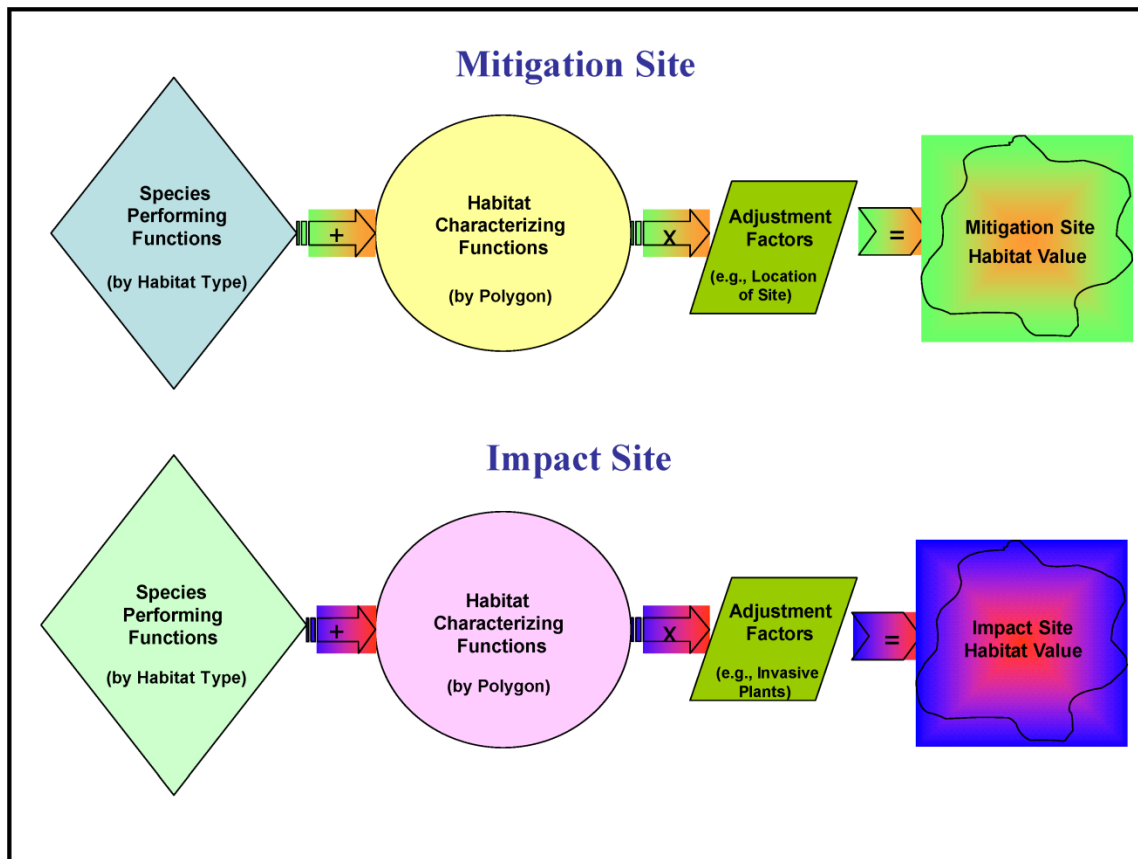 Mitigation Site
Species
Performing
Functions
(by Habitat Type)
+
Habitat
Characterizing
Functions
(by Polygon)
x
Adjustment
Factors
(e.g., Location
of Site)
=
Mitigation Site
Habitat Value
Impact Site
Species
Performing
Functions
(by Habitat Type)
+
Habitat
Characterizing
Functions
(by Polygon)
x
Adjustment
Factors
(e.g., Invasive
Plants)
=
Impact Site
Habitat Value